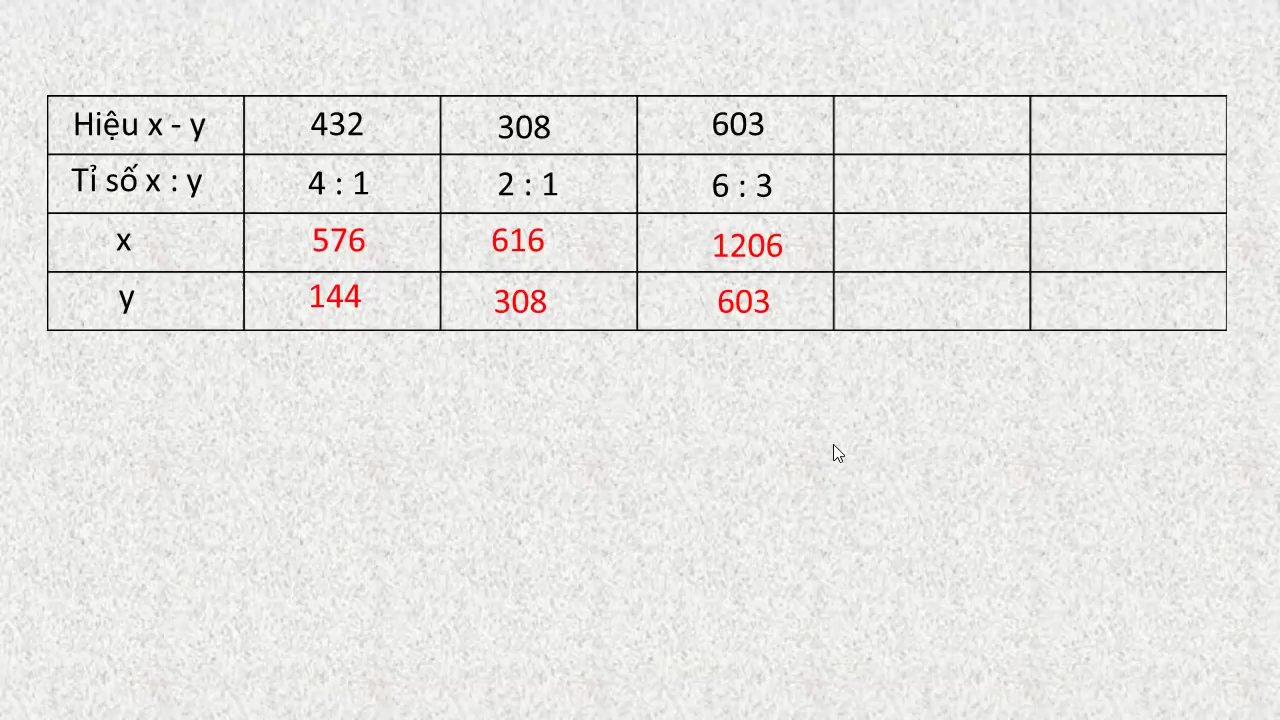 Hiệu x - y 432 308 603
Tỉ số x : y 4 : 1 2 : 1 6 : 3
x 576 616 1206
y 144 308 603